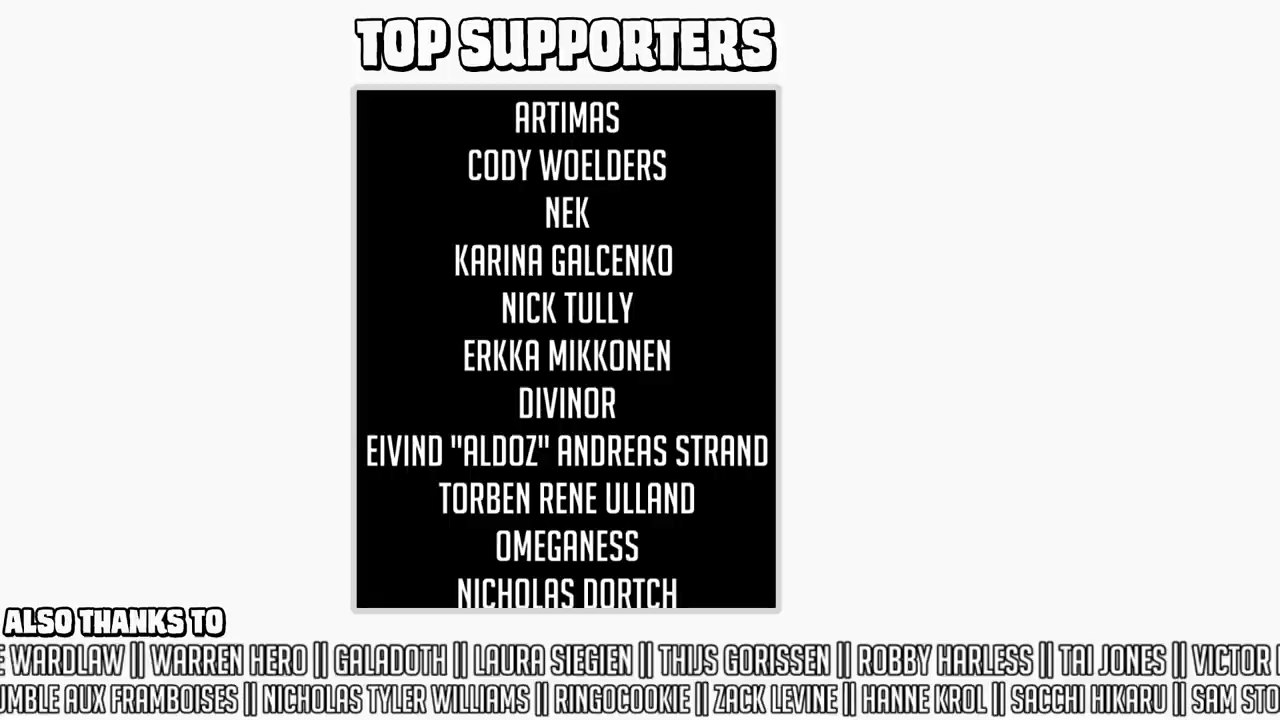 TOP SUPPORTERS
ARTIMAS
CODY WOELDERS
NEK
KARINA GALCENKO
NICK TULLY
ERKKA MIKKONEN
DIVINOR
EIVIND "ALDOZ" ANDREAS STRAND
TORBEN RENE ULLAND
OMEGANESS
NICHOLAS DORTCH
ALSO THANKS TO
WARDLAW || WARREN HERO || GALADOTH || LAURA SIEGIEN || THIJS GORISSEN || ROBBY HARLESS || TAI JONES || VICTOR
AUX FRAMBOISES || NICHOLAS TYLER WILLIAMS || RINGOCOOKIE || ZACK LEVINE || HANNE KROL || SACCHI HIKARU || SAM